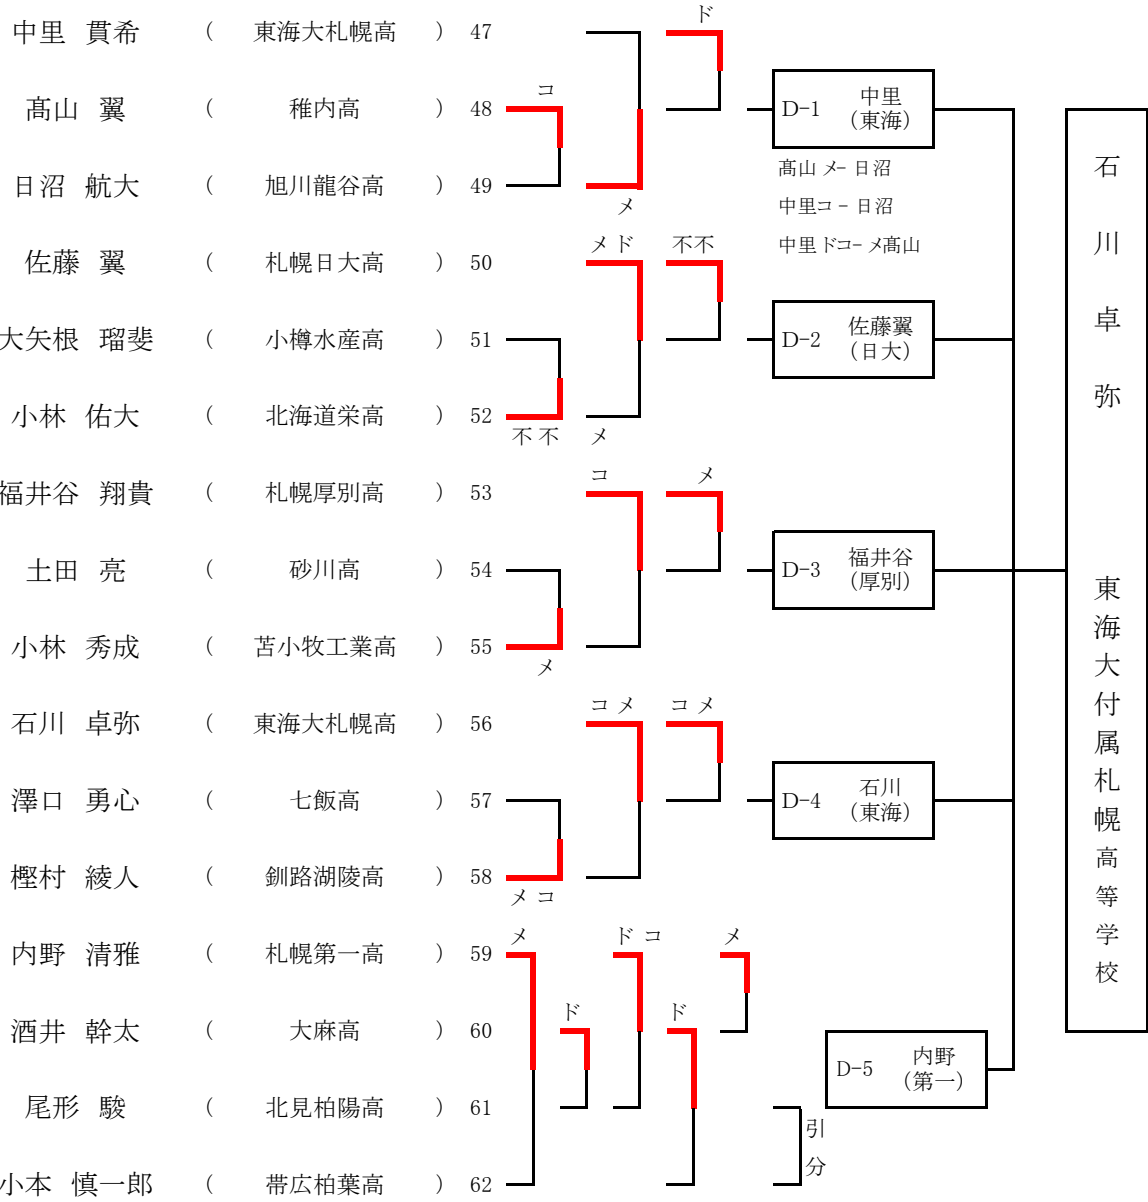 中里 貫希 ( 東海大札幌高 ) 47
ド
髙山 翼 ( 稚内高 ) 48
コ
D-1 中里
(東海)
日沼 航大 ( 旭川龍谷高 ) 49
メ
髙山 メー 日沼
中里コ － 日沼
中里 ドコー メ髙山
佐藤 翼 ( 札幌日大高 ) 50
メ ド
不不
大矢根 瑠斐 ( 小樽水産高 ) 51
D-2 佐藤翼
(日大)
小林 佑大 ( 北海道栄高 ) 52
不 不
メ
福井谷 翔貴 ( 札幌厚別高 ) 53
コ
メ
土田 亮 ( 砂川高 ) 54
D-3 福井谷
(厚別)
小林 秀成 ( 苫小牧工業高 ) 55
メ
石川 卓弥 ( 東海大札幌高 ) 56
コ メ
コ メ
澤口 勇心 ( 七飯高 ) 57
D-4 石川
(東海)
樫村 綾人 ( 釧路湖陵高 ) 58
メ コ
内野 清雅 ( 札幌第一高 ) 59
メ
ド コ
メ
酒井 幹太 ( 大麻高 ) 60
ド
ド
D-5 内野
(第一)
尾形 駿 ( 北見柏陽高 ) 61
引分
小本 慎一郎 ( 帯広柏葉高 ) 62
石川卓弥 東海大付属札幌高等学校